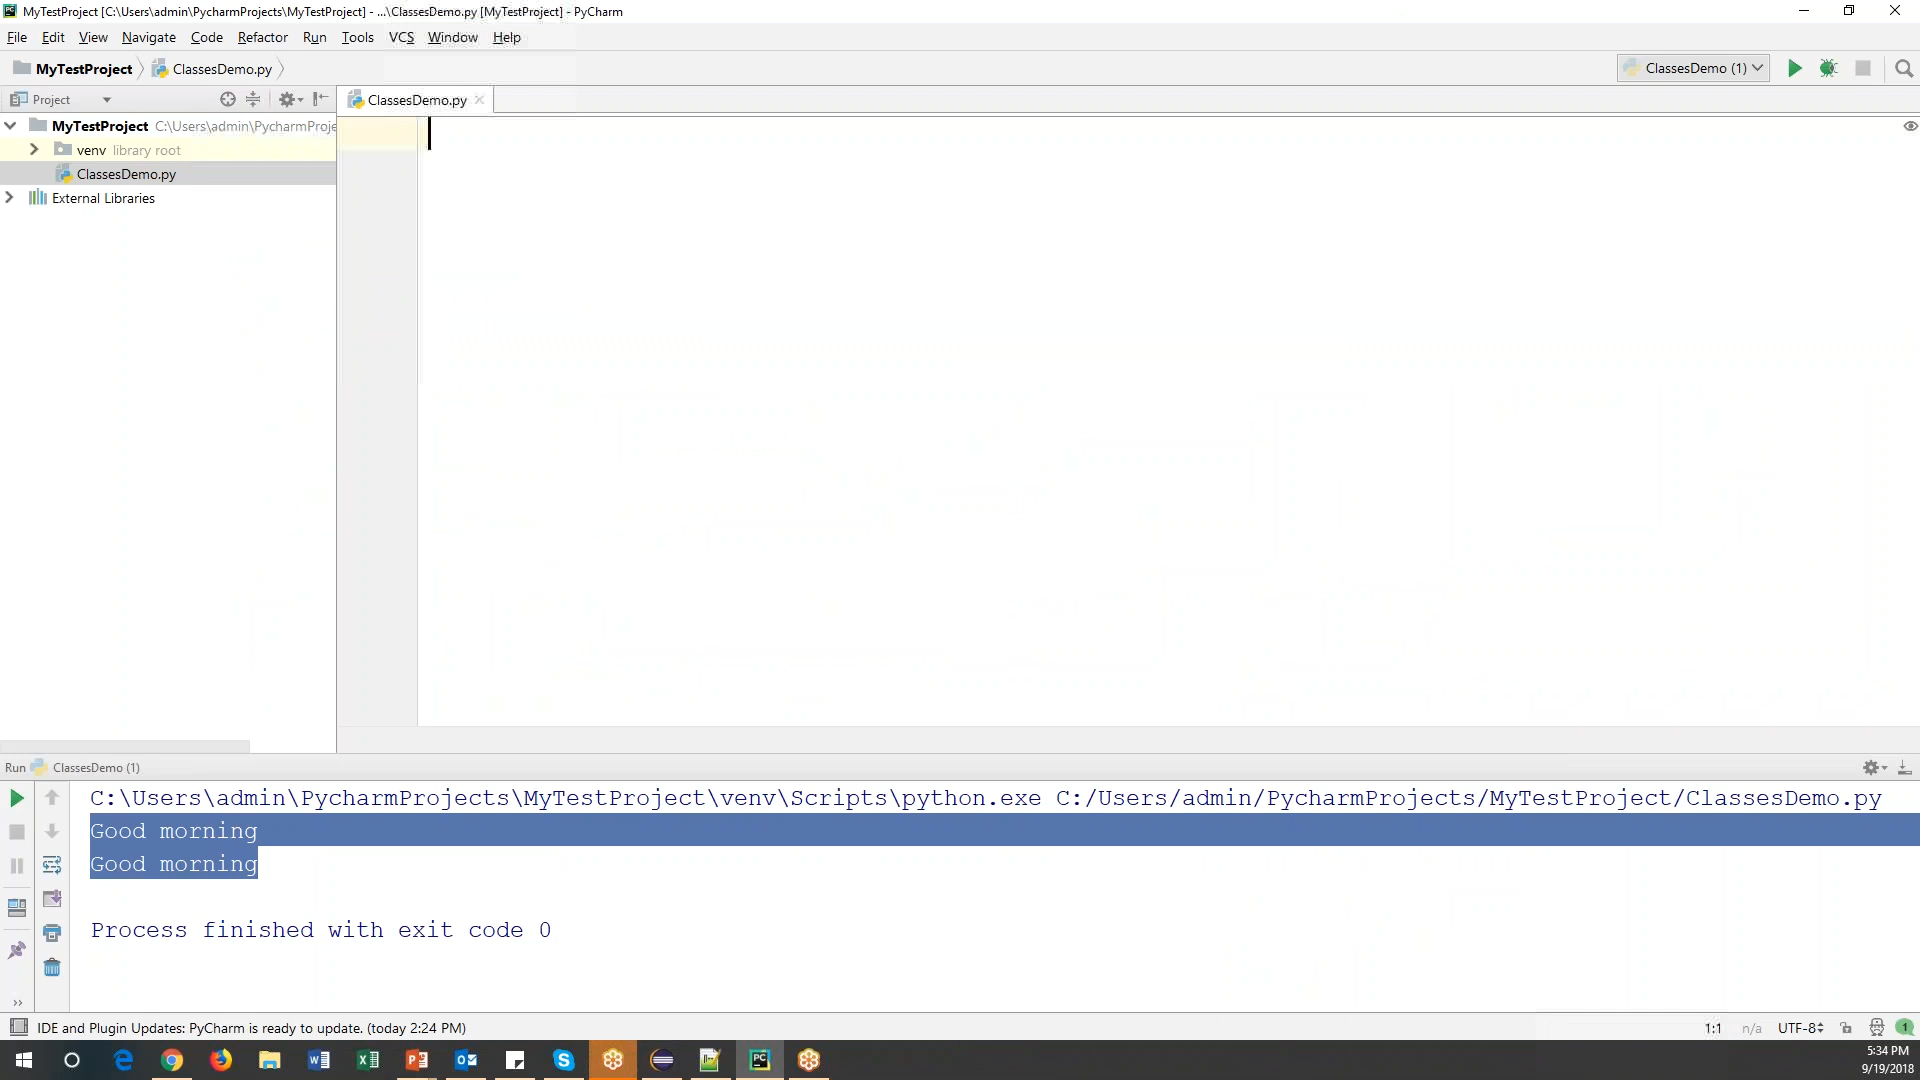 MyTestProject [C:\Users\admin\PycharmProjects\MyTestProject] - ...\ClassesDemo.py [MyTestProject] - PyCharm
File Edit View Navigate Code Refactor Run Tools VCS Window Help
MyTestProject ClassesDemo.py ClassesDemo (1)
Project ClassesDemo.py
MyTestProject C:\Users\admin\PycharmProje
venv library root
ClassesDemo.py
External Libraries
Run ClassesDemo (1)
C:\Users\admin\PycharmProjects\MyTestProject\venv\Scripts\python.exe C:/Users/admin/PycharmProjects/MyTestProject/ClassesDemo.py
Good morning
Good morning
Process finished with exit code 0
IDE and Plugin Updates: PyCharm is ready to update. (today 2:24 PM) 1:1 n/a UTF-8 1
5:34 PM
9/19/2018